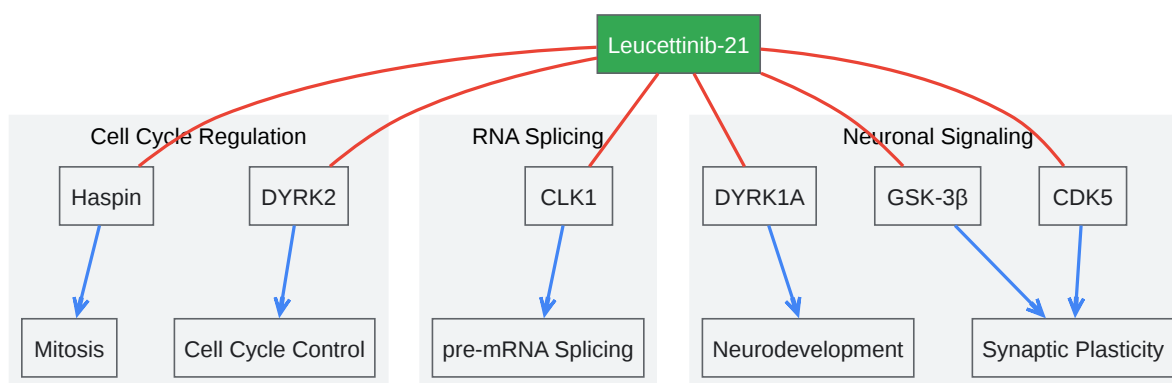 Leucettinib-21
Cell Cycle Regulation
RNA Splicing
Neuronal Signaling
Haspin
DYRK2
CLK1
DYRK1A
GSK-3β
CDK5
Mitosis
Cell Cycle Control
pre-mRNA Splicing
Neurodevelopment
Synaptic Plasticity